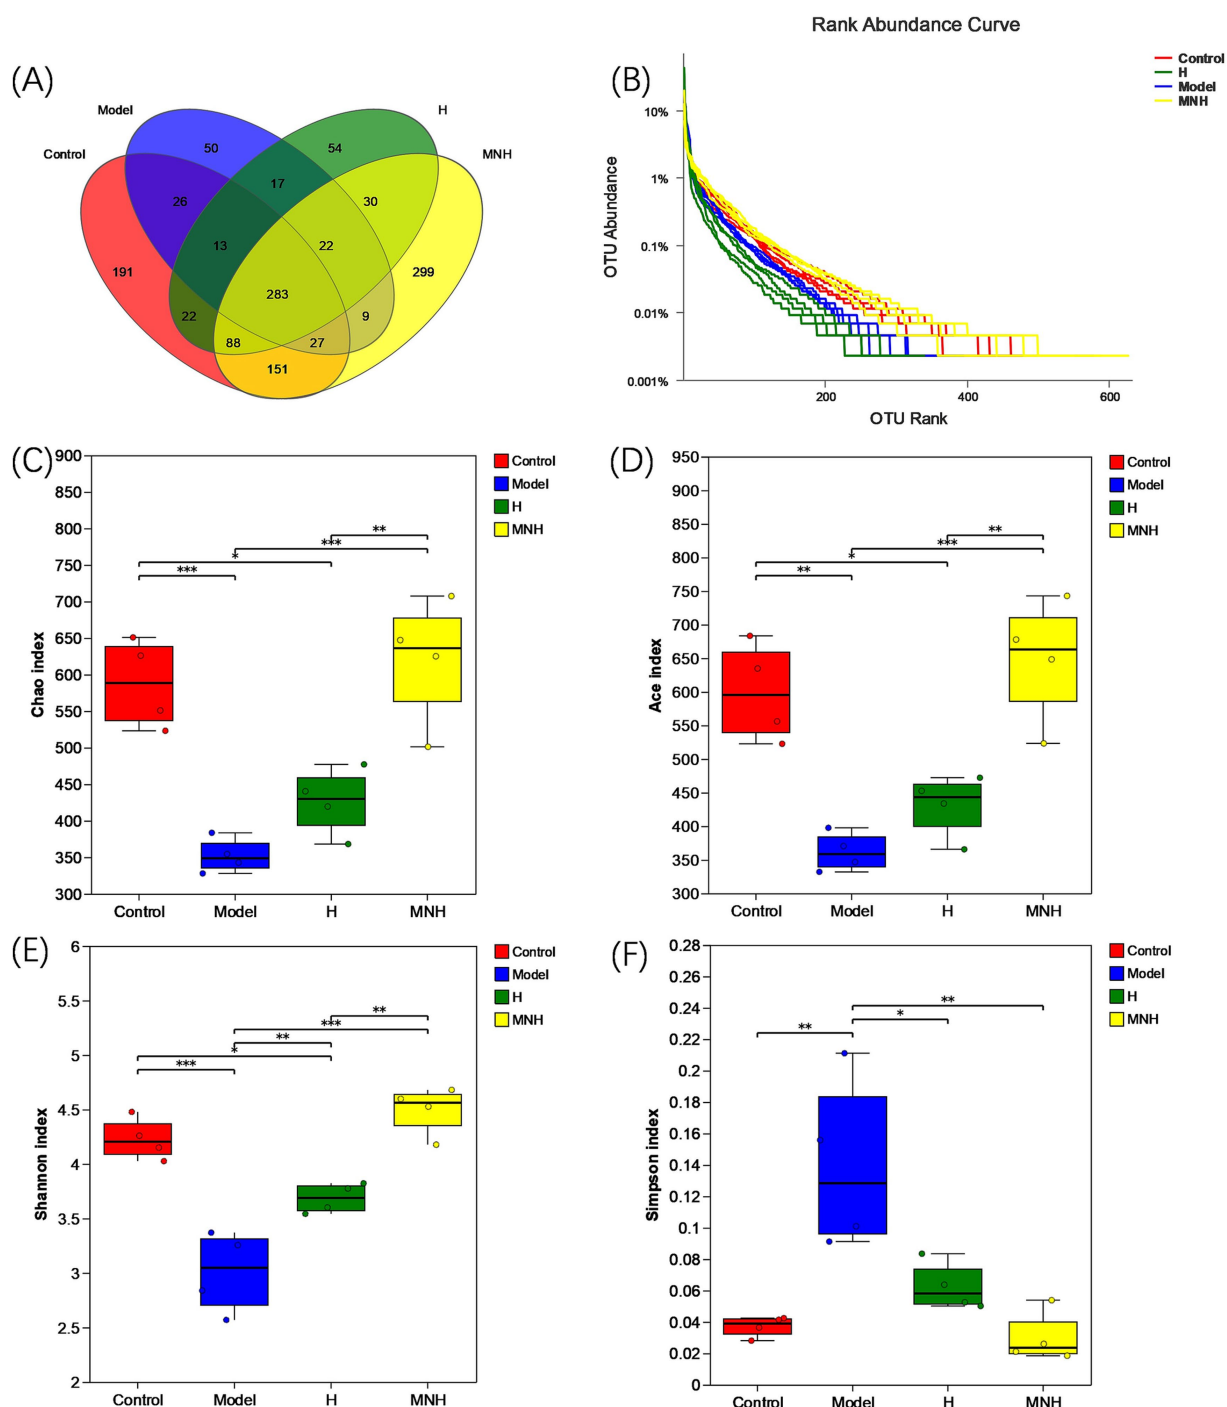 Rank Abundance Curve
(A)
Model
H
Control
MNH
50
54
26
17
30
13
22
191
299
283
22
9
88
27
151
(B)
Control
H
Model
MNH
OTU Abundance
10%
1%
0.1%
0.01%
0.001%
200
400
600
OTU Rank
(C)
Chao index
900
850
800
750
700
650
600
550
500
450
400
350
300
**
***
*
***
Control
Model
H
MNH
Control
Model
H
MNH
(D)
Ace index
950
900
850
800
750
700
650
600
550
500
450
400
350
300
**
***
*
**
Control
Model
H
MNH
Control
Model
H
MNH
(E)
Shannon index
6
5.5
5
4.5
4
3.5
3
2.5
2
**
***
**
*
***
Control
Model
H
MNH
Control
Model
H
MNH
(F)
Simpson index
0.28
0.26
0.24
0.22
0.2
0.18
0.16
0.14
0.12
0.1
0.08
0.06
0.04
0.02
0
**
*
**
Control
Model
H
MNH
Control
Model
H
MNH